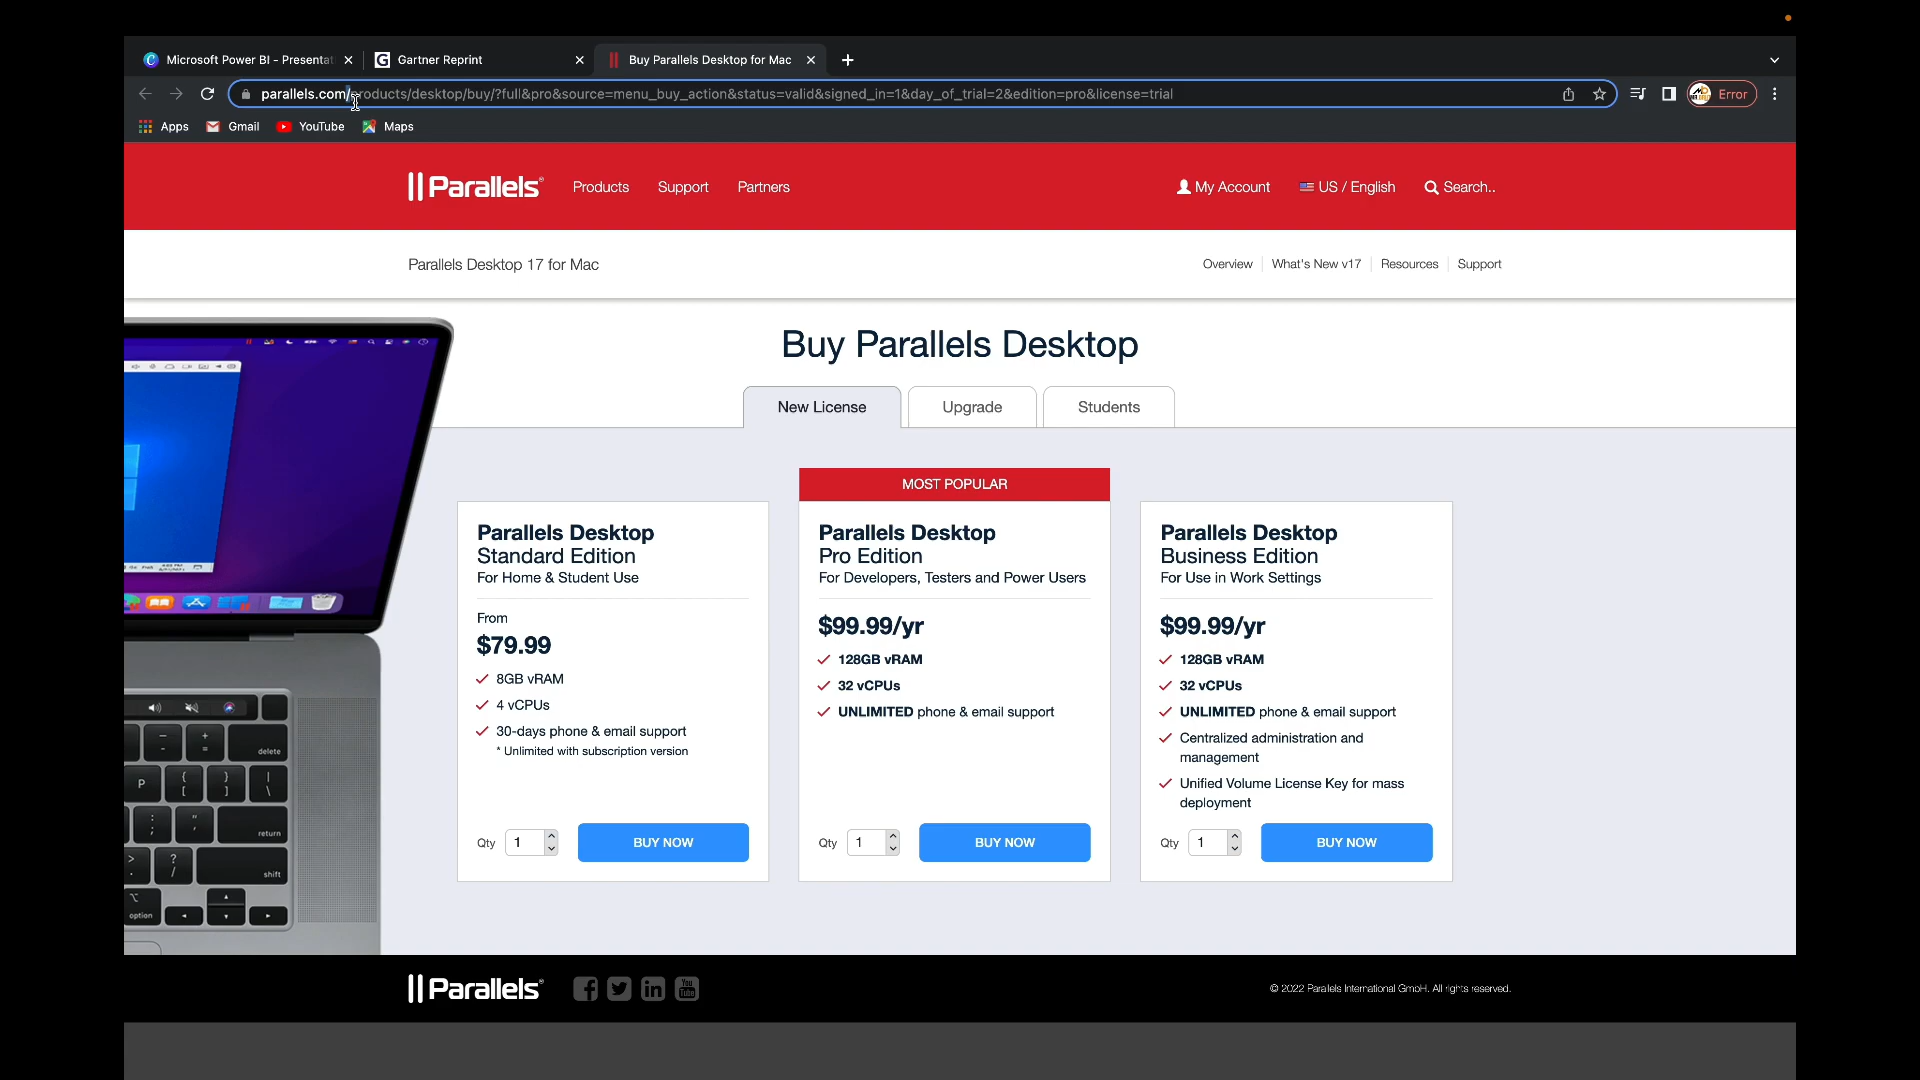 Microsoft Power BI - Presentat
Gartner Reprint
Buy Parallels Desktop for Mac
parallels.com/products/desktop/buy/?full&pro&source=menu_buy_action&status=valid&signed_in=1&day_of_trial=2&edition=pro&license=trial
Error
Apps Gmail YouTube Maps
Parallels® Products Support Partners My Account US / English Search..
Parallels Desktop 17 for Mac Overview What's New v17 Resources Support
Buy Parallels Desktop
New License Upgrade Students
Parallels Desktop
Standard Edition
For Home & Student Use
From
$79.99
8GB vRAM
4 vCPUs
30-days phone & email support
* Unlimited with subscription version
Qty 1 BUY NOW
MOST POPULAR
Parallels Desktop
Pro Edition
For Developers, Testers and Power Users
$99.99/yr
128GB vRAM
32 vCPUs
UNLIMITED phone & email support
Qty 1 BUY NOW
Parallels Desktop
Business Edition
For Use in Work Settings
$99.99/yr
128GB vRAM
32 vCPUs
UNLIMITED phone & email support
Centralized administration and
management
Unified Volume License Key for mass
deployment
Qty 1 BUY NOW
delete
P { [ } ] | \
: ; " ' return
> . ? / shift
option
Parallels® You Tube © 2022 Parallels International GmbH. All rights reserved.